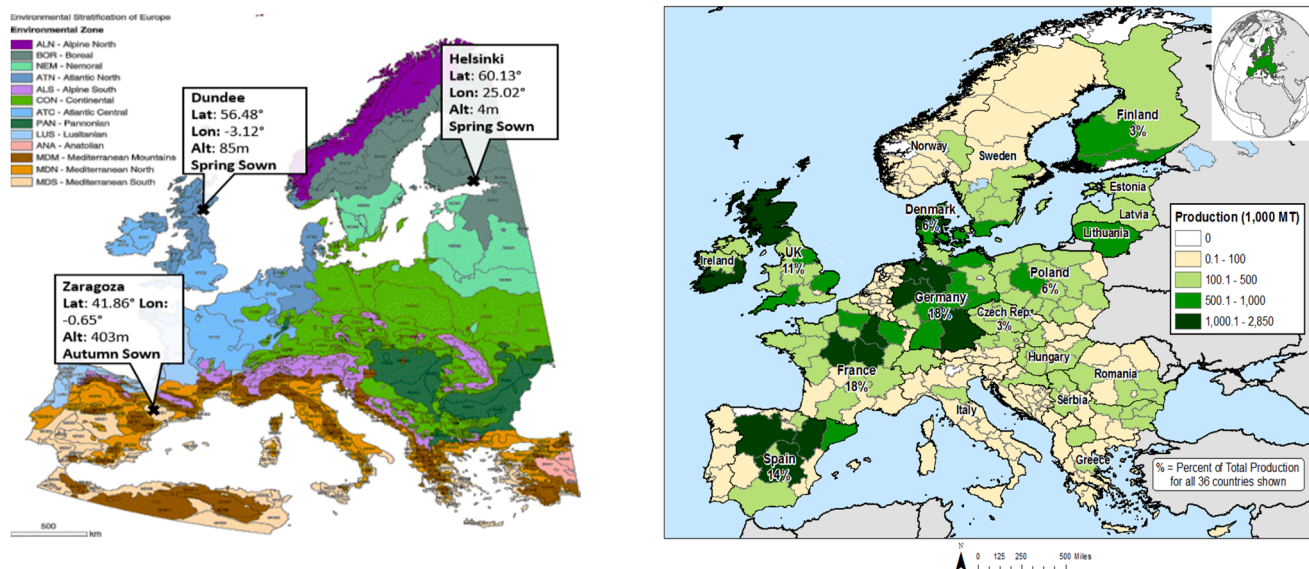 Environmental Stratification of Europe
Environmental Zone
ALN - Alpine North
BOR - Boreal
NEM - Nemoral
ATN - Atlantic North
ALS - Alpine South
CON - Continental
ATC - Atlantic Central
PAN - Pannonian
LUS - Lusitanian
ANA - Anatolian
MDM - Mediterranean Mountains
MDN - Mediterranean North
MDS - Mediterranean South
Dundee
Lat: 56.48°
Lon: -3.12°
Alt: 85m
Spring Sown
Helsinki
Lat: 60.13°
Lon: 25.02°
Alt: 4m
Spring Sown
Zaragoza
Lat: 41.86° Lon:
-0.65°
Alt: 403m
Autumn Sown
500
km
Finland
3%
Norway
Sweden
Estonia
Latvia
Lithuania
Denmark
6%
Ireland
UK
11%
Poland
6%
Germany
18%
Czech Rep.
3%
France
18%
Hungary
Romania
Serbia
Italy
Spain
14%
Greece
Production (1,000 MT)
0
0.1 - 100
100.1 - 500
500.1 - 1,000
1,000.1 - 2,850
% = Percent of Total Production
for all 36 countries shown
N
0 125 250 500 Miles